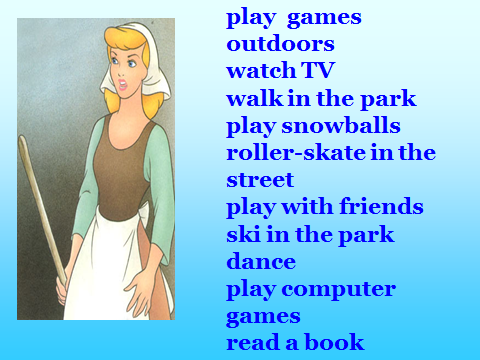 play  games
outdoors
watch TV
walk in the park
play snowballs
roller-skate in the
street
play with friends
ski in the park
dance
play computer
games
read a book